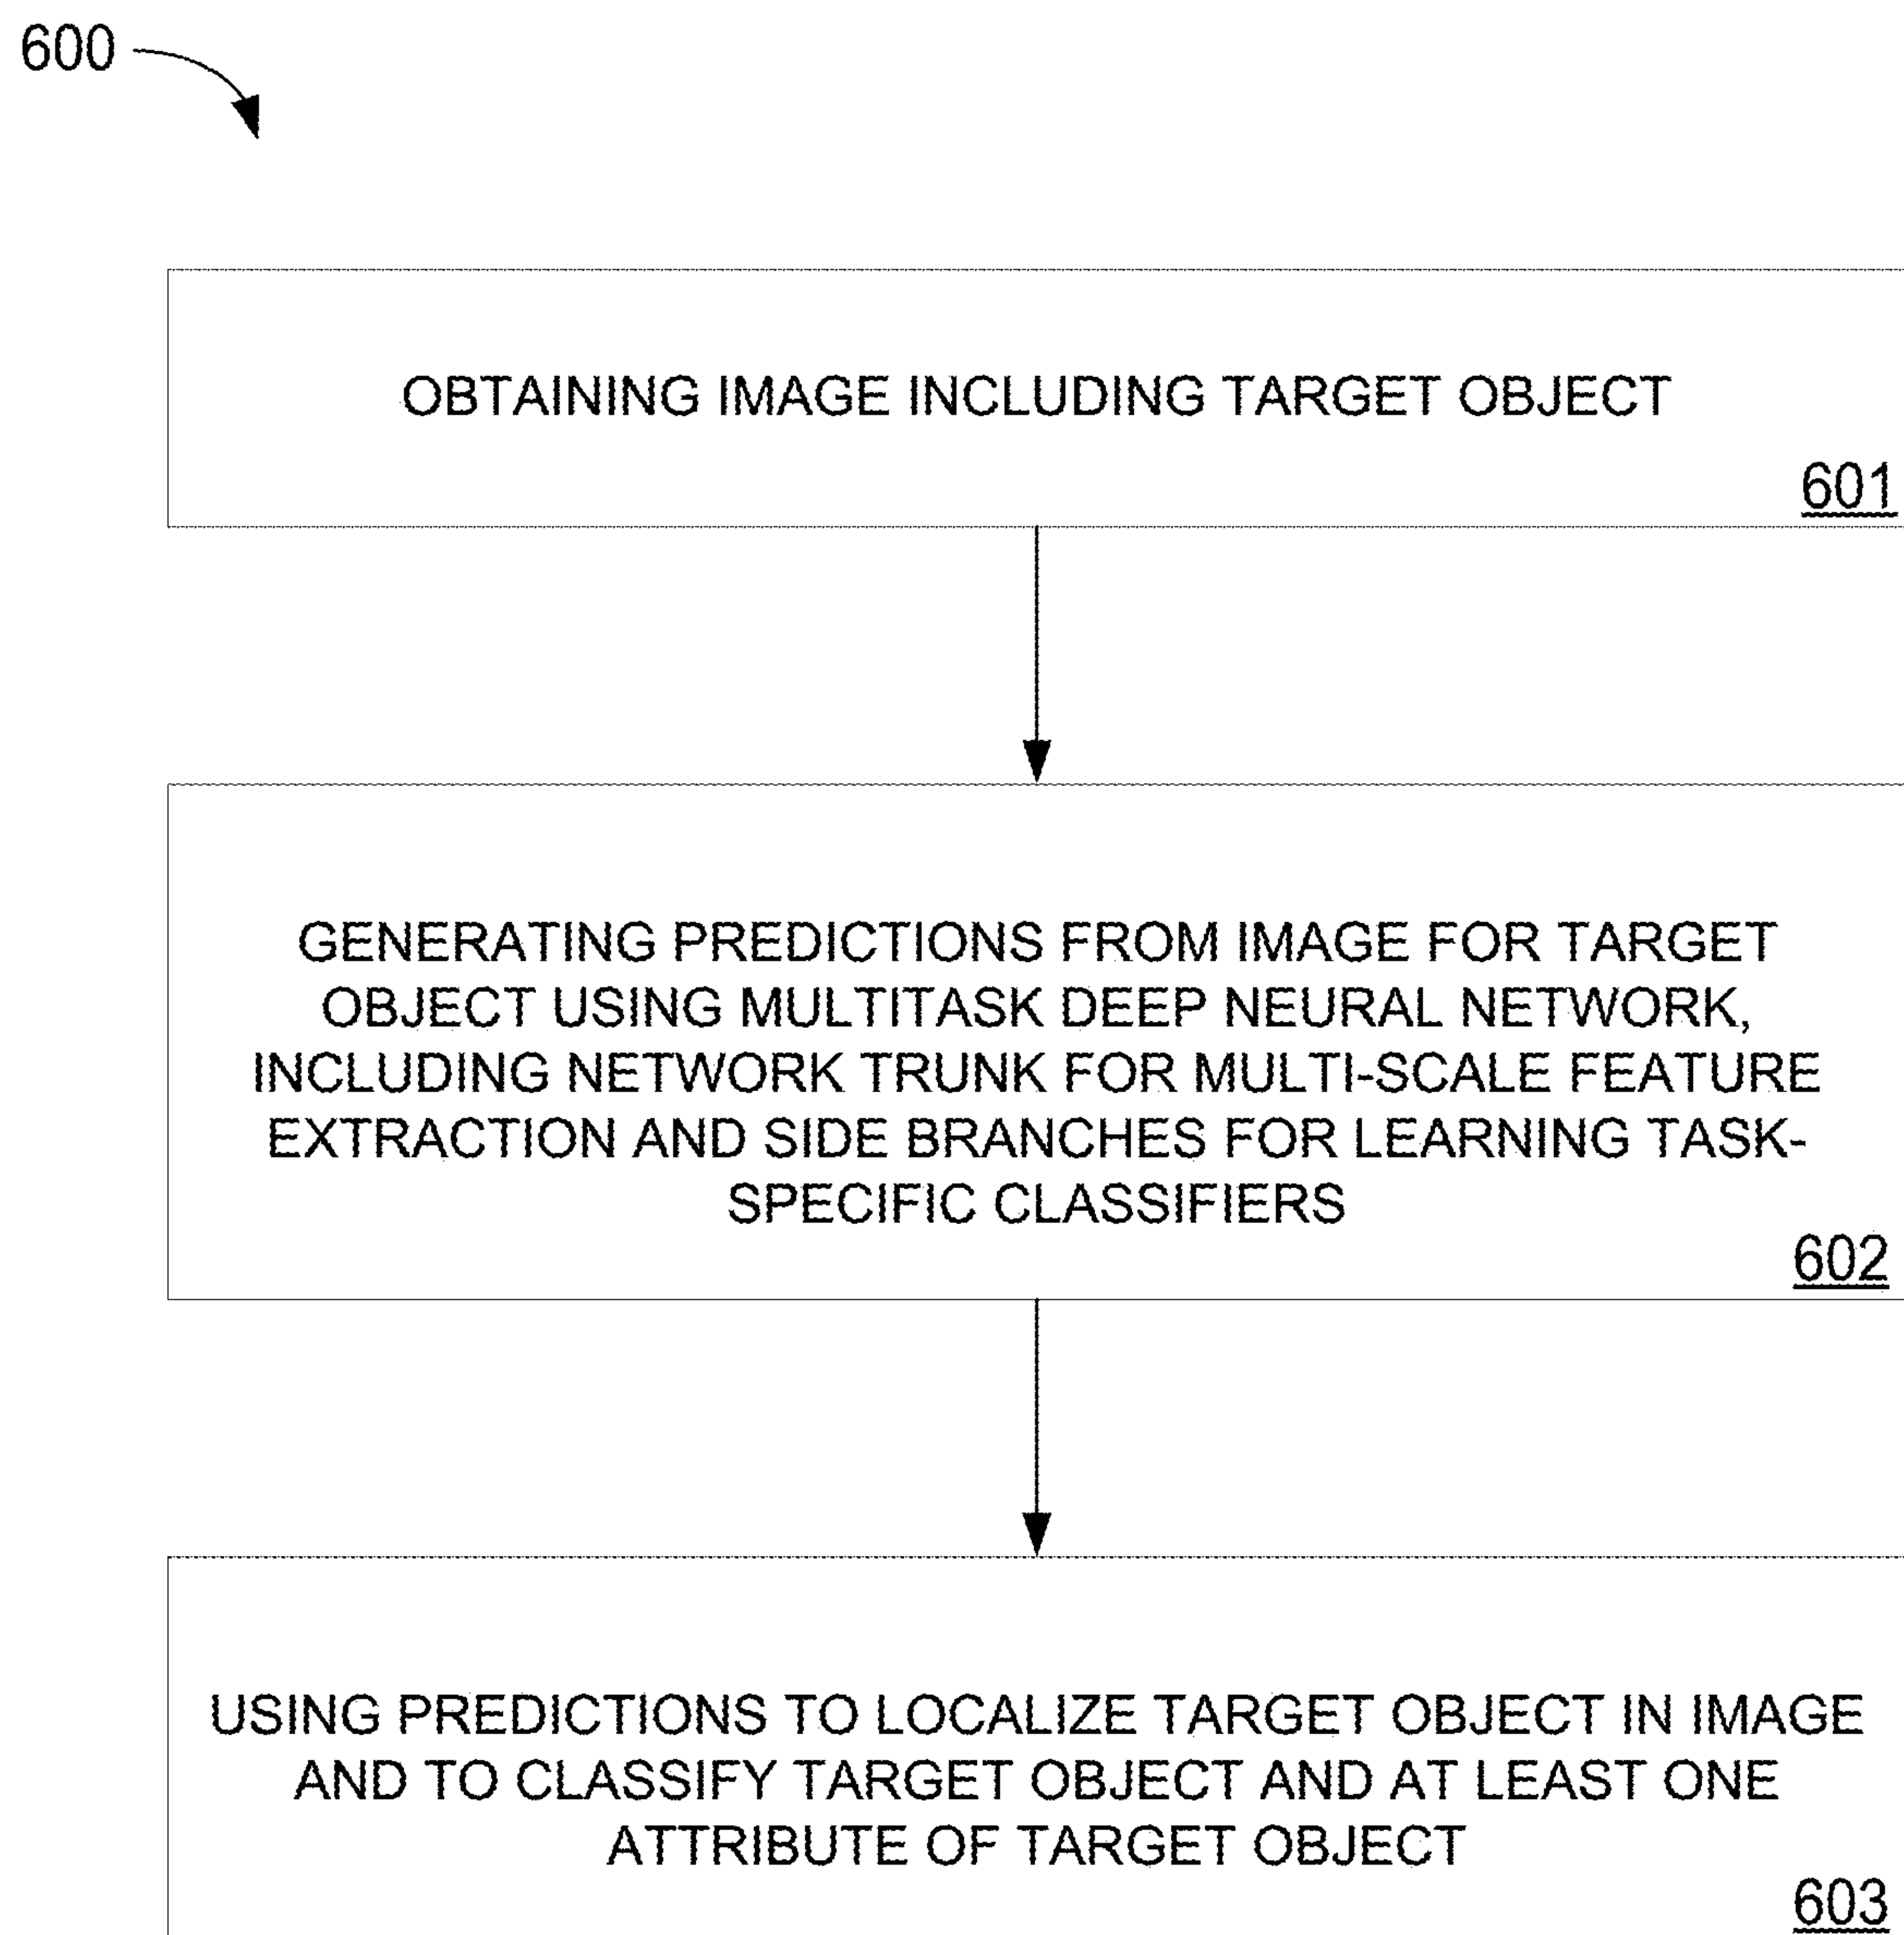 600
OBTAINING IMAGE INCLUDING TARGET OBJECT
601
GENERATING PREDICTIONS FROM IMAGE FOR TARGET
OBJECT USING MULTITASK DEEP NEURAL NETWORK,
INCLUDING NETWORK TRUNK FOR MULTI-SCALE FEATURE
EXTRACTION AND SIDE BRANCHES FOR LEARNING TASK-
SPECIFIC CLASSIFIERS
602
USING PREDICTIONS TO LOCALIZE TARGET OBJECT IN IMAGE
AND TO CLASSIFY TARGET OBJECT AND AT LEAST ONE
ATTRIBUTE OF TARGET OBJECT
603